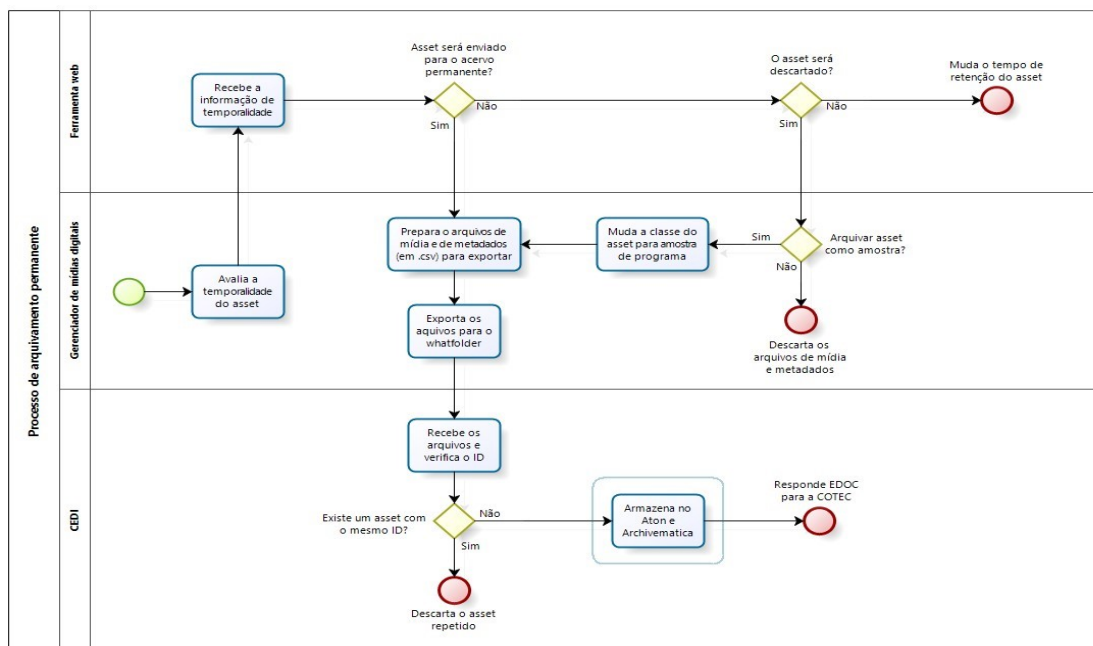 Processo de arquivamento permanente
Ferramenta web
Asset será enviado
para o acervo
permanente?
O asset será
descartado?
Muda o tempo de
retenção do asset
Recebe a
informação de
temporalidade
Não
Sim
Não
Sim
Gerenciador de mídias digitais
Avalia a
temporalidade
do asset
Prepara o arquivos de
mídia e de metadados
(em .csv) para exportar
Muda a classe do
asset para amostra
de programa
Sim
Arquivar asset
como amostra?
Não
Exporta os
aquivos para o
whatfolder
Descarta os
arquivos de mídia
e metadados
CEDI
Recebe os
arquivos e
verifica o ID
Existe um asset com
o mesmo ID?
Não
Sim
Armazena no
Aton e
Archivematica
Responde EDOC
para a COTEC
Descarta o asset
repetido